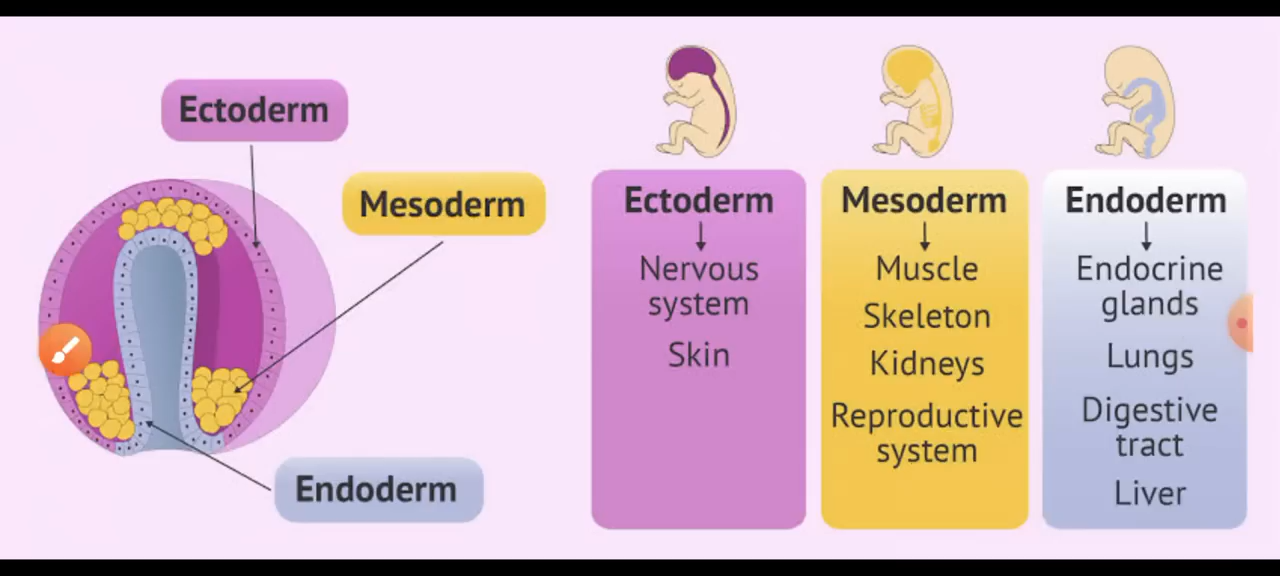 Ectoderm
Mesoderm
Endoderm
Ectoderm
Nervous
system
Skin
Mesoderm
Muscle
Skeleton
Kidneys
Reproductive
system
Endoderm
Endocrine
glands
Lungs
Digestive
tract
Liver